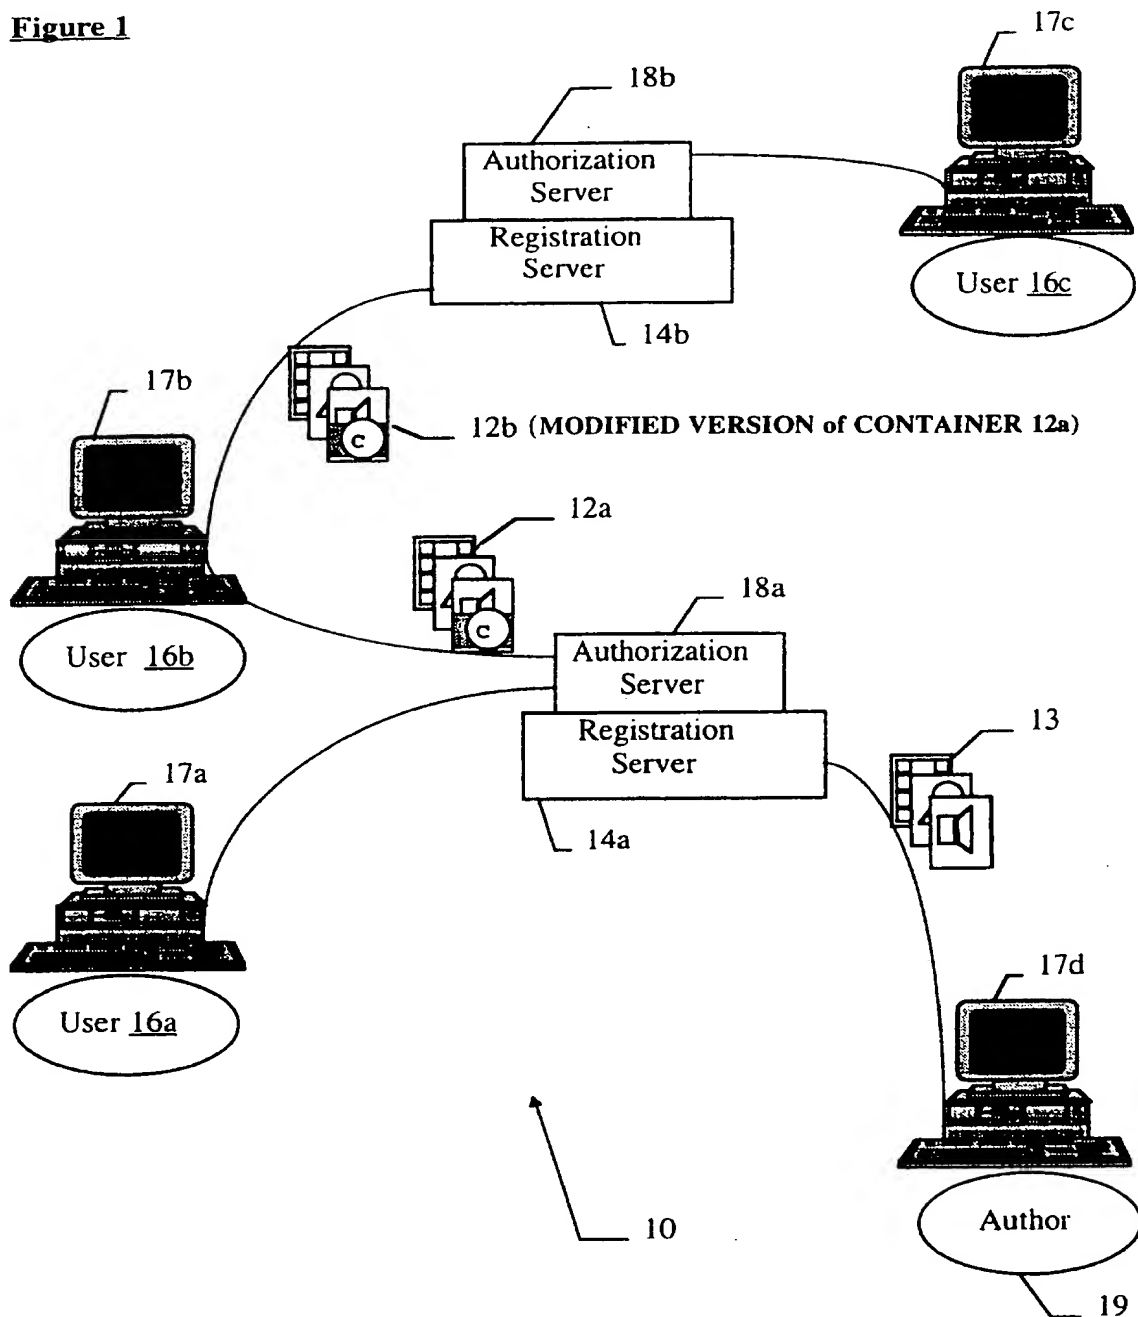 Figure 1
17c
18b
Authorization
Server
Registration
Server
User 16c
14b
17b
12b (MODIFIED VERSION of CONTAINER 12a)
C
12a
C
18a
User 16b
Authorization
Server
Registration
Server
13
17a
14a
17d
User 16a
Author
10
19